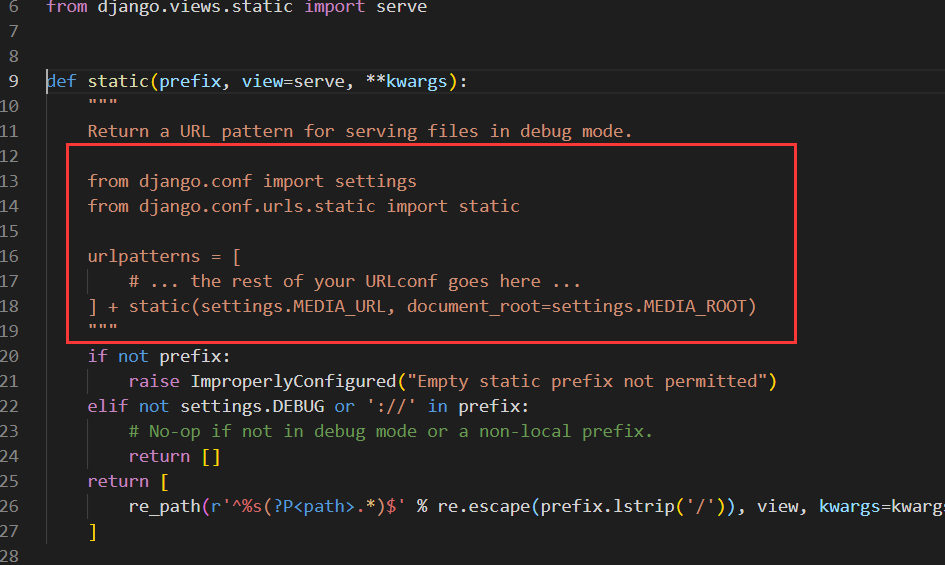 6 from django.views.static import serve
7
8
9 def static(prefix, view=serve, **kwargs):
10 """
11 Return a URL pattern for serving files in debug mode.
12
13 from django.conf import settings
14 from django.conf.urls.static import static
15
16 urlpatterns = [
17 # ... the rest of your URLconf goes here ...
18 ] + static(settings.MEDIA_URL, document_root=settings.MEDIA_ROOT)
19 """
20 if not prefix:
21 raise ImproperlyConfigured("Empty static prefix not permitted")
22 elif not settings.DEBUG or '://' in prefix:
23 # No-op if not in debug mode or a non-local prefix.
24 return []
25 return [
26 re_path(r'^%s(?P<path>.*)$' % re.escape(prefix.lstrip('/')), view, kwargs=kwargs
27 ]
28